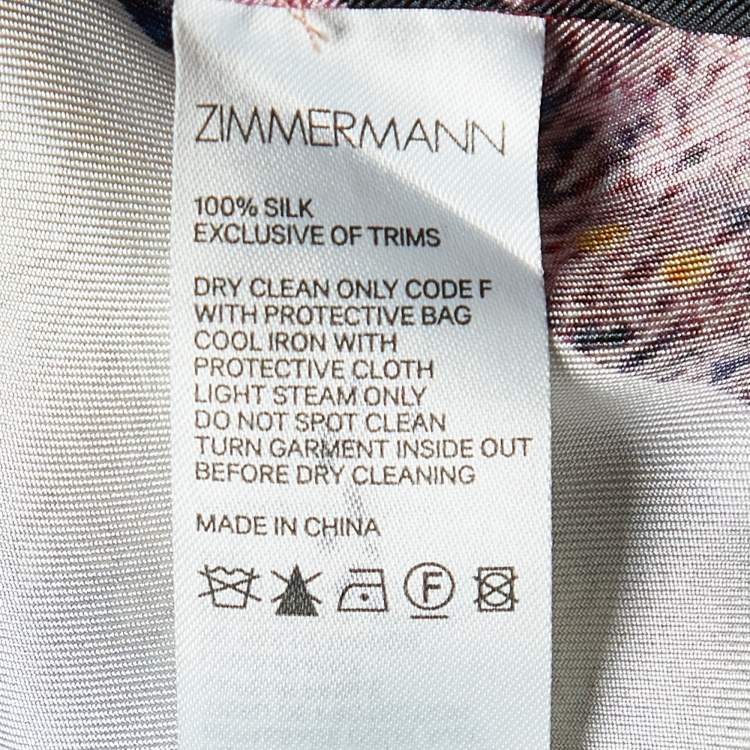 ZIMMERMANN
100% SILK
EXCLUSIVE OF TRIMS
DRY CLEAN ONLY CODE F
WITH PROTECTIVE BAG
COOL IRON WITH
PROTECTIVE CLOTH
LIGHT STEAM ONLY
DO NOT SPOT CLEAN
TURN GARMENT INSIDE OUT
BEFORE DRY CLEANING
MADE IN CHINA
F